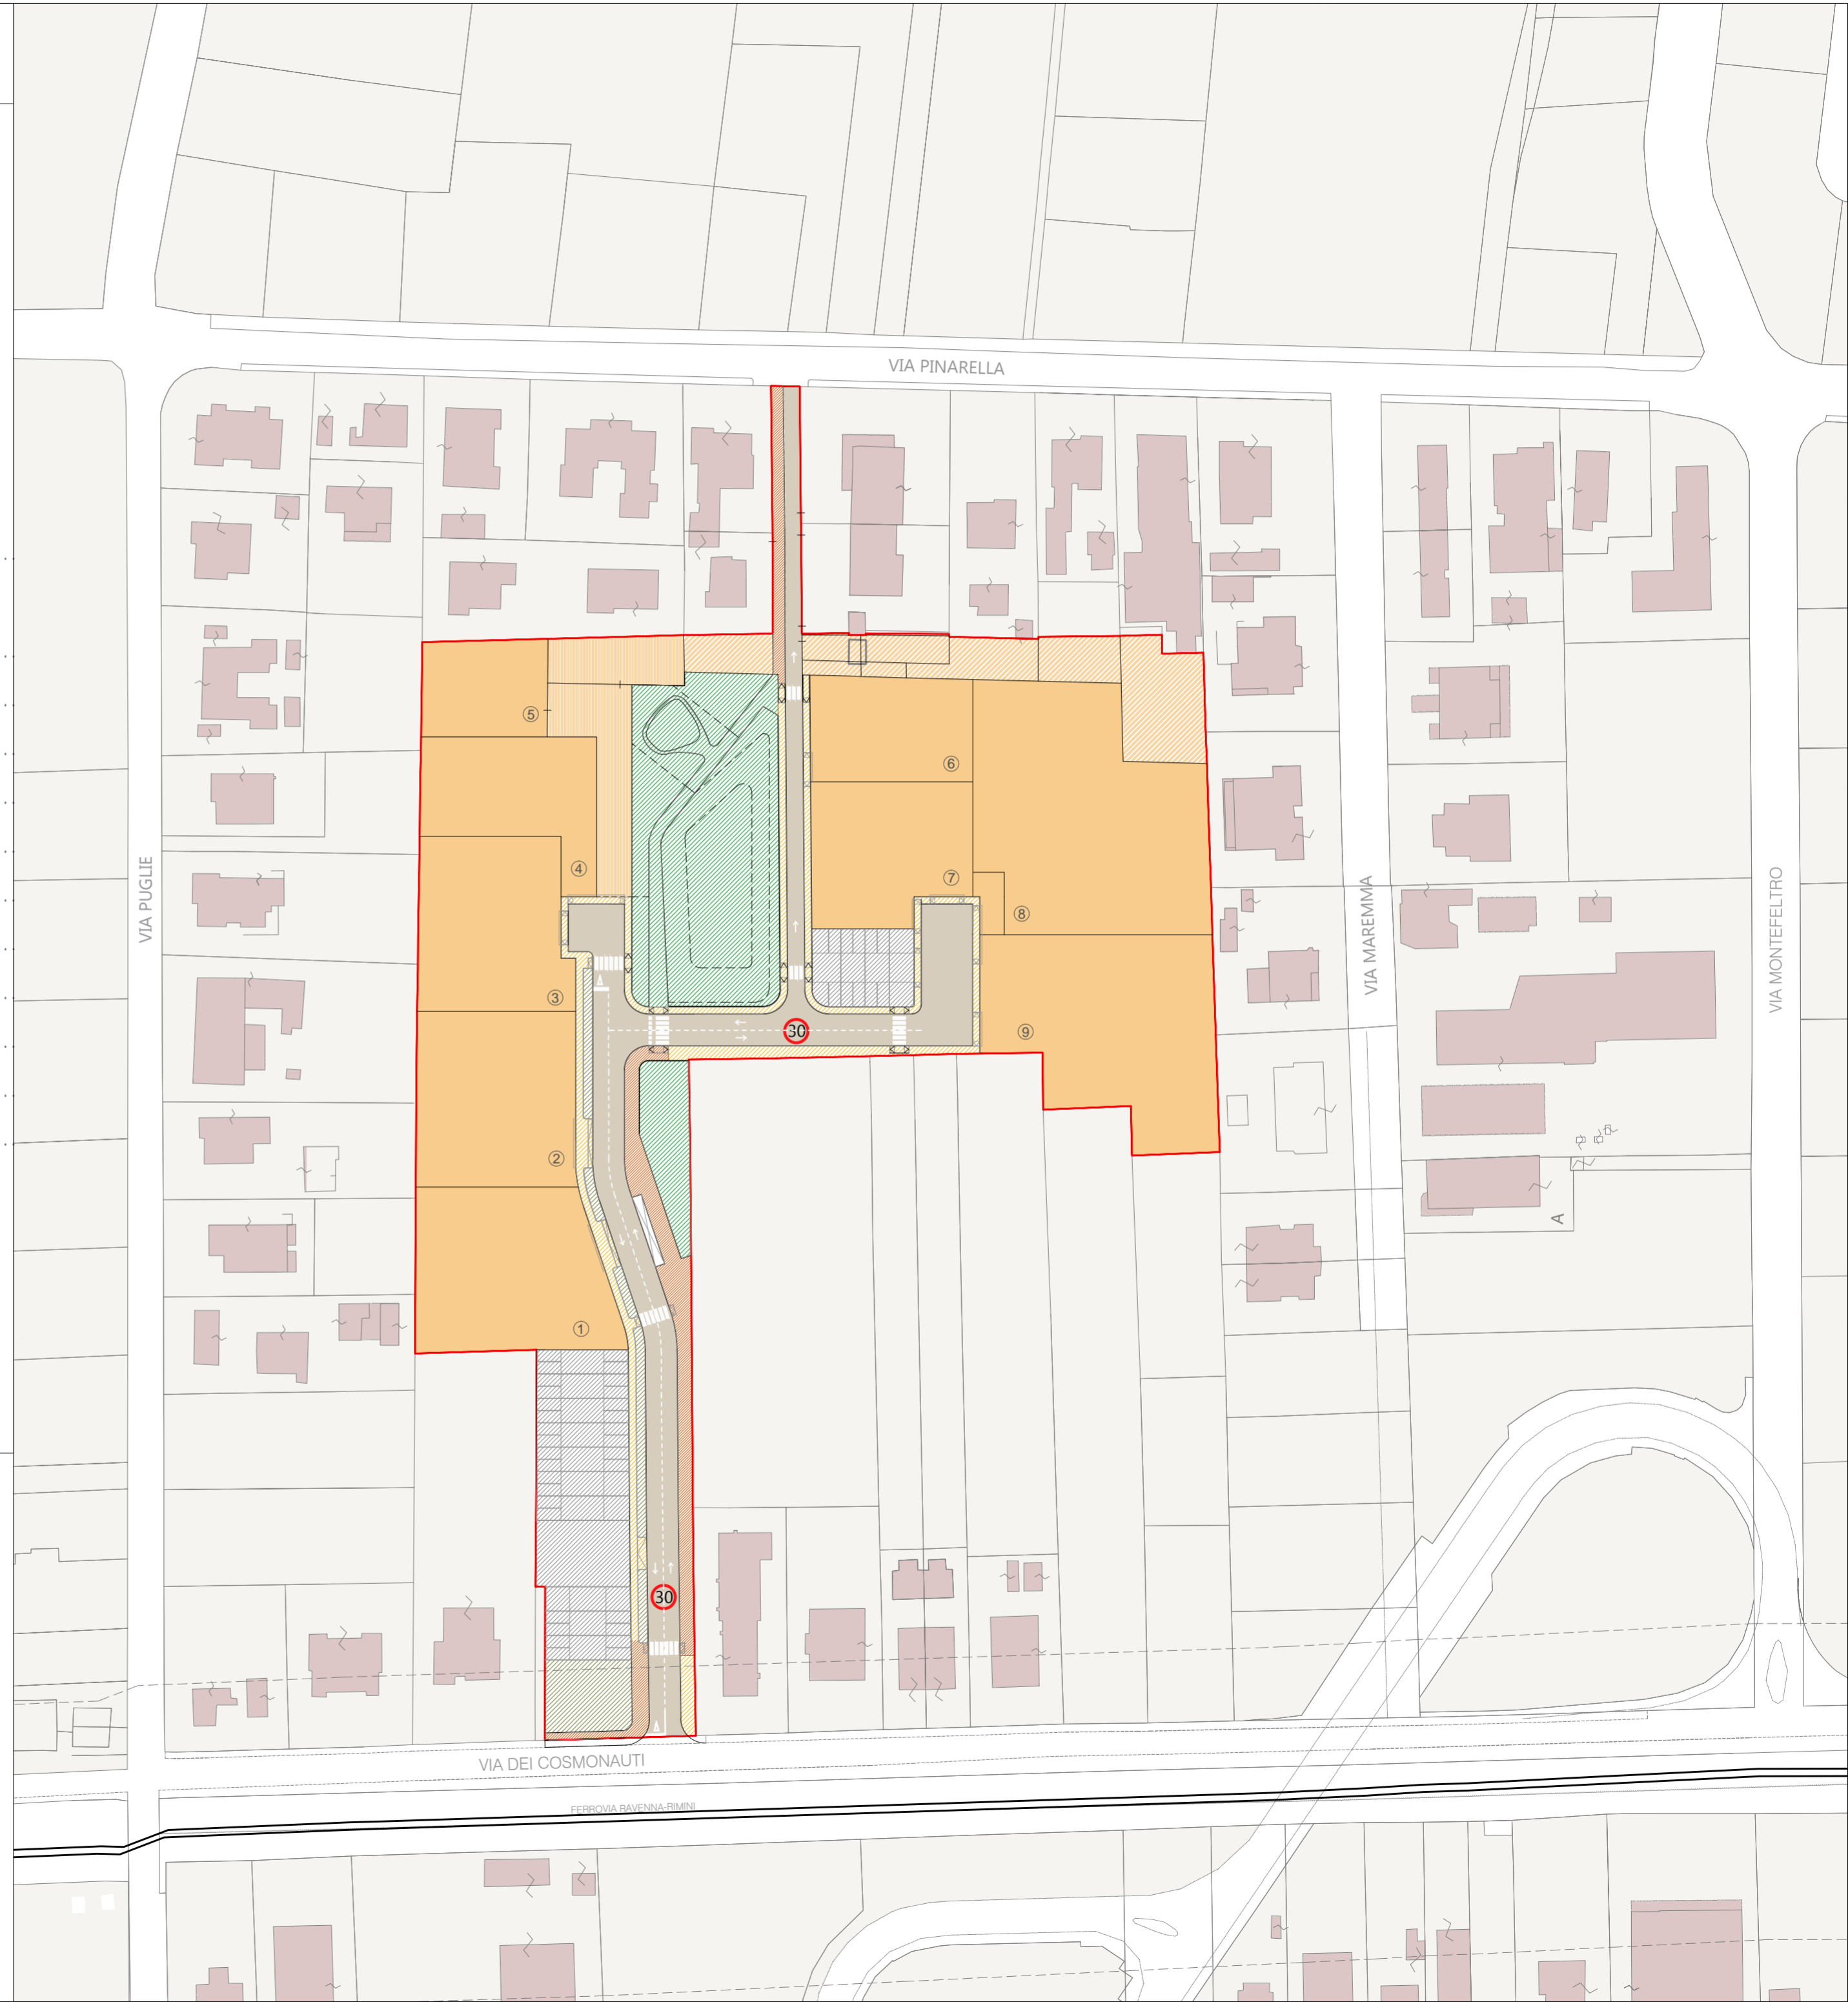 VIA PINARELLA
⑤
⑥
④
⑦
VIA PUGLIE
⑧
VIA MAREMMA
VIA MONTEFELTRO
③
30
⑨
②
A
①
30
VIA DEI COSMONAUTI
FERROVIA RAVENNA-RIMINI